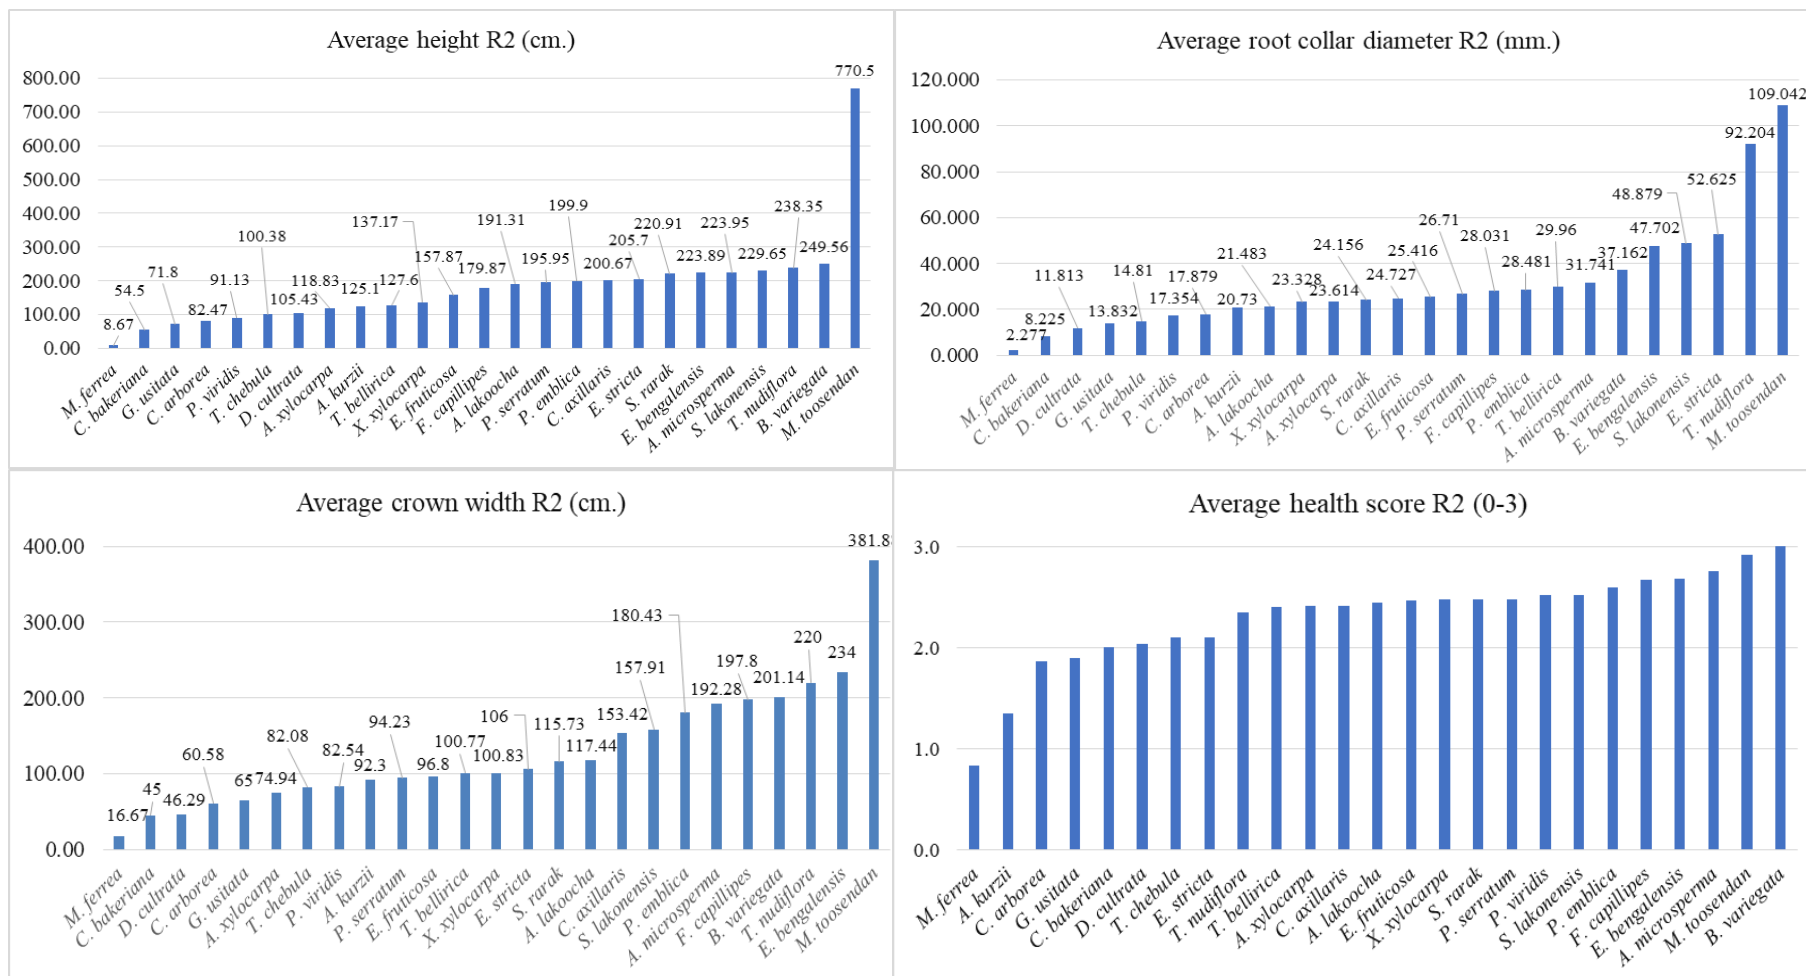 Average height R2 (cm.)
800.00
700.00
600.00
500.00
400.00
300.00
200.00
100.00
0.00
8.67
54.5
71.8
82.47
91.13
100.38
105.43
118.83
125.1
127.6
137.17
157.87
179.87
191.31
195.95
199.9
200.67
205.7
220.91
223.89
223.95
229.65
238.35
249.56
770.5
M. ferrea
C. bakeriana
G. usitata
C. arborea
P. viridis
T. chebula
D. cultrata
A. xylocarpa
A. kurzii
T. bellirica
X. xylocarpa
E. fruticosa
F. capillipes
A. lakoocha
P. serratum
P. emblica
C. axillaris
E. stricta
S. rarak
E. bengalensis
A. microsperma
S. lakonensis
T. nudiflora
B. variegata
M. toosendan
Average root collar diameter R2 (mm.)
120.000
100.000
80.000
60.000
40.000
20.000
0.000
2.277
8.225
11.813
13.832
14.81
17.354
17.879
20.73
21.483
23.328
23.614
24.156
24.727
25.416
26.71
28.031
28.481
29.96
31.741
37.162
47.702
48.879
52.625
92.204
109.042
M. ferrea
C. bakeriana
D. cultrata
G. usitata
T. chebula
P. viridis
C. arborea
A. kurzii
A. lakoocha
X. xylocarpa
A. xylocarpa
S. rarak
C. axillaris
E. fruticosa
P. serratum
F. capillipes
P. emblica
T. bellirica
A. microsperma
B. variegata
E. bengalensis
S. lakonensis
E. stricta
T. nudiflora
M. toosendan
Average crown width R2 (cm.)
400.00
300.00
200.00
100.00
0.00
16.67
45
46.29
60.58
65
74.94
82.08
82.54
92.3
94.23
96.8
100.77
100.83
106
115.73
117.44
153.42
157.91
180.43
192.28
197.8
201.14
220
234
381.8
M. ferrea
C. bakeriana
D. cultrata
C. arborea
G. usitata
A. xylocarpa
T. chebula
P. viridis
A. kurzii
P. serratum
E. fruticosa
T. bellirica
X. xylocarpa
E. stricta
S. rarak
A. lakoocha
C. axillaris
S. lakonensis
P. emblica
A. microsperma
F. capillipes
B. variegata
T. nudiflora
E. bengalensis
M. toosendan
Average health score R2 (0-3)
3.0
2.0
1.0
0.0
M. ferrea
A. kurzii
C. arborea
G. usitata
C. bakeriana
D. cultrata
T. chebula
E. stricta
T. nudiflora
T. bellirica
A. xylocarpa
C. axillaris
A. lakoocha
E. fruticosa
X. xylocarpa
S. rarak
P. serratum
P. viridis
S. lakonensis
P. emblica
F. capillipes
E. bengalensis
A. microsperma
M. toosendan
B. variegata